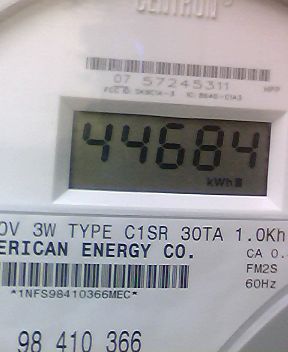 CENTRON
07 57245311
44684
kWh
0V 3W TYPE C1SR 30TA 1.0Kh
ERICAN ENERGY CO. CA 0.
FM2S
*1NFS98410366MEC* 60Hz
98 410 366